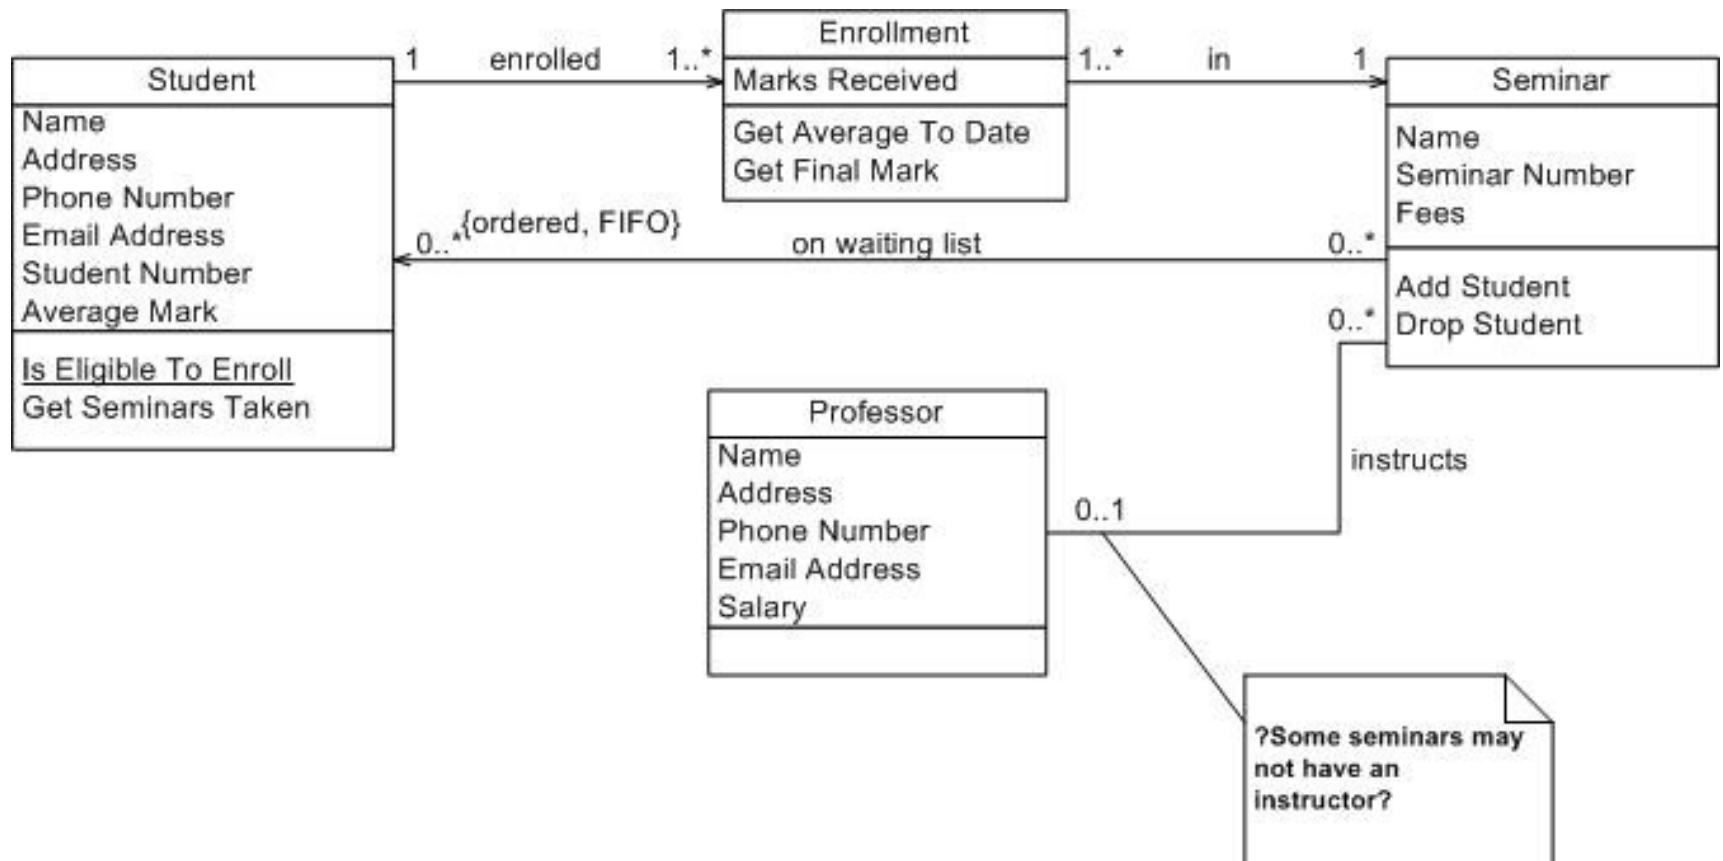 Student
Name
Address
Phone Number
Email Address
Student Number
Average Mark
Is Eligible To Enroll
Get Seminars Taken
1 enrolled 1..*
Enrollment
Marks Received
Get Average To Date
Get Final Mark
1..* in 1
Seminar
Name
Seminar Number
Fees
Add Student
Drop Student
{ordered, FIFO}
0..* on waiting list 0..*
0..*
instructs
0..1
Professor
Name
Address
Phone Number
Email Address
Salary
?Some seminars may
not have an
instructor?